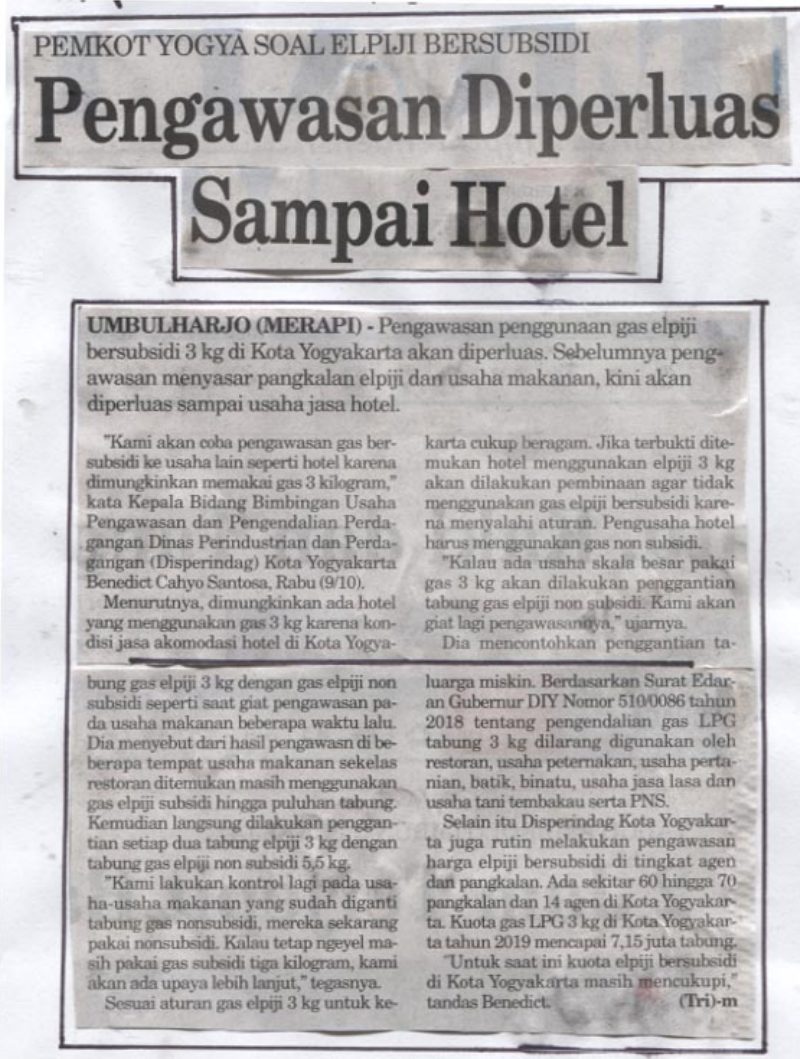 PEMKOT YOGYA SOAL ELPIJI BERSUBSIDI
Pengawasan Diperluas
Sampai Hotel
UMBULHARJO (MERAPI) - Pengawasan penggunaan gas elpiji
bersubsidi 3 kg di Kota Yogyakarta akan diperluas. Sebelumnya peng-
awasan menyasar pangkalan elpiji dan usaha makanan, kini akan
diperluas sampai usaha jasa hotel.
"Kami akan coba pengawasan gas ber-
subsidi ke usaha lain seperti hotel karena
dimungkinkan memakai gas 3 kilogram,"
kata Kepala Bidang Bimbingan Usaha
Pengawasan dan Pengendalian Perda-
gangan Dinas Perindustrian dan Perda-
gangan (Disperindag) Kota Yogyakarta
Benedict Cahyo Santosa, Rabu (9/10).
Menurutnya, dimungkinkan ada hotel
yang menggunakan gas 3 kg karena kon-
disi jasa akomodasi hotel di Kota Yogya-
karta cukup beragam. Jika terbukti dite-
mukan hotel menggunakan elpiji 3 kg
akan dilakukan pembinaan agar tidak
menggunakan gas elpiji bersubsidi kare-
na menyalahi aturan. Pengusaha hotel
harus menggunakan gas non subsidi.
"Kalau ada usaha skala besar pakai
gas 3 kg akan dilakukan penggantian
tabung gas elpiji non subsidi. Kami akan
giat lagi pengawasannya," ujarnya.
Dia mencontohkan penggantian ta-
bung gas elpiji 3 kg dengan gas elpiji non
subsidi seperti saat giat pengawasan pa-
da usaha makanan beberapa waktu lalu.
Dia menyebut dari hasil pengawasn di be-
berapa tempat usaha makanan sekelas
restoran ditemukan masih menggunakan
gas elpiji subsidi hingga puluhan tabung.
Kemudian langsung dilakukan penggan-
tian setiap dua tabung elpiji 3 kg dengan
tabung gas elpiji non subsidi 5,5 kg.
"Kami lakukan kontrol lagi pada usa-
ha-usaha makanan yang sudah diganti
tabung gas nonsubsidi, mereka sekarang
pakai nonsubsidi. Kalau tetap ngeyel ma-
sih pakai gas subsidi tiga kilogram, kami
akan ada upaya lebih lanjut," tegasnya.
Sesuai aturan gas elpiji 3 kg untuk ke-
luarga miskin. Berdasarkan Surat Edar-
an Gubernur DIY Nomor 510/0086 tahun
2018 tentang pengendalian gas LPG
tabung 3 kg dilarang digunakan oleh
restoran, usaha peternakan, usaha perta-
nian, batik, binatu, usaha jasa lasa dan
usaha tani tembakau serta PNS.
Selain itu Disperindag Kota Yogyakar-
ta juga rutin melakukan pengawasan
harga elpiji bersubsidi di tingkat agen
dan pangkalan. Ada sekitar 60 hingga 70
pangkalan dan 14 agen di Kota Yogyakar-
ta. Kuota gas LPG 3 kg di Kota Yogyakar-
ta tahun 2019 mencapai 7,15 juta tabung.
"Untuk saat ini kuota elpiji bersubsidi
di Kota Yogyakarta masih mencukupi,"
tandas Benedict. (Tri)-m